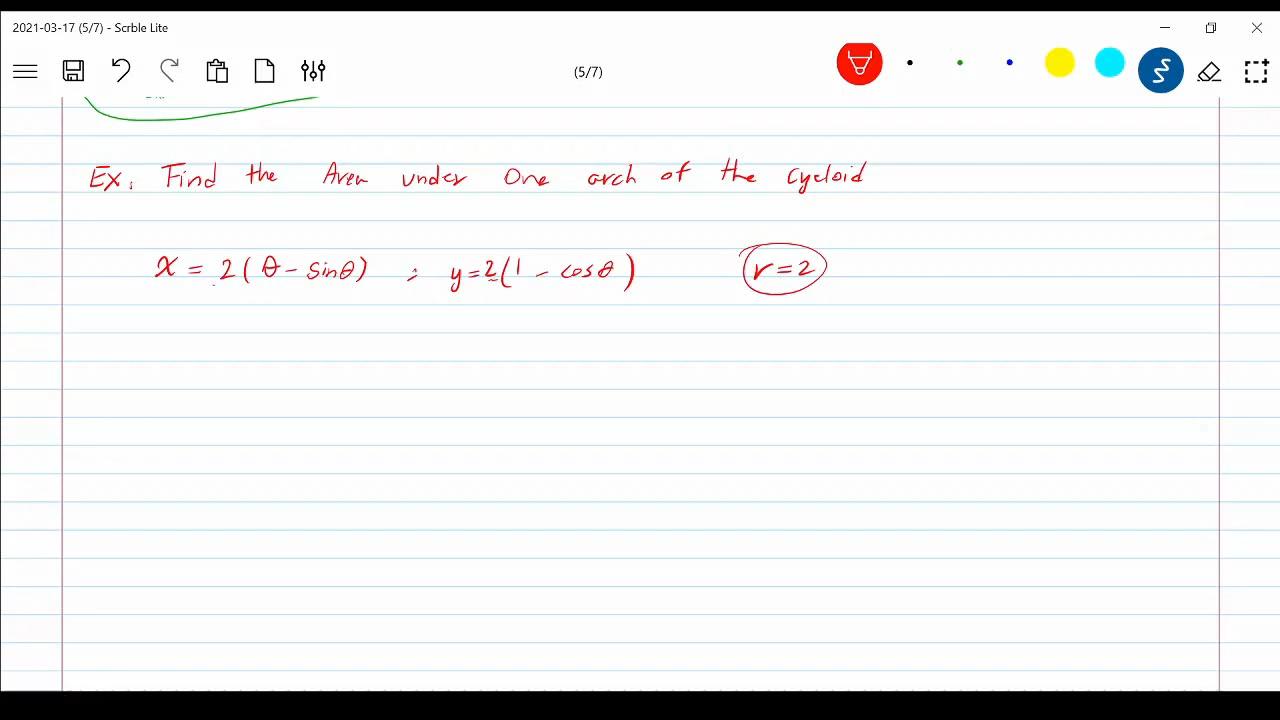 2021-03-17 (5/7) - Scrble Lite
(5/7)
Ex: Find the Area under One arch of the cycloid
x = 2(θ - sinθ) ; y = 2(1 - cosθ) r = 2